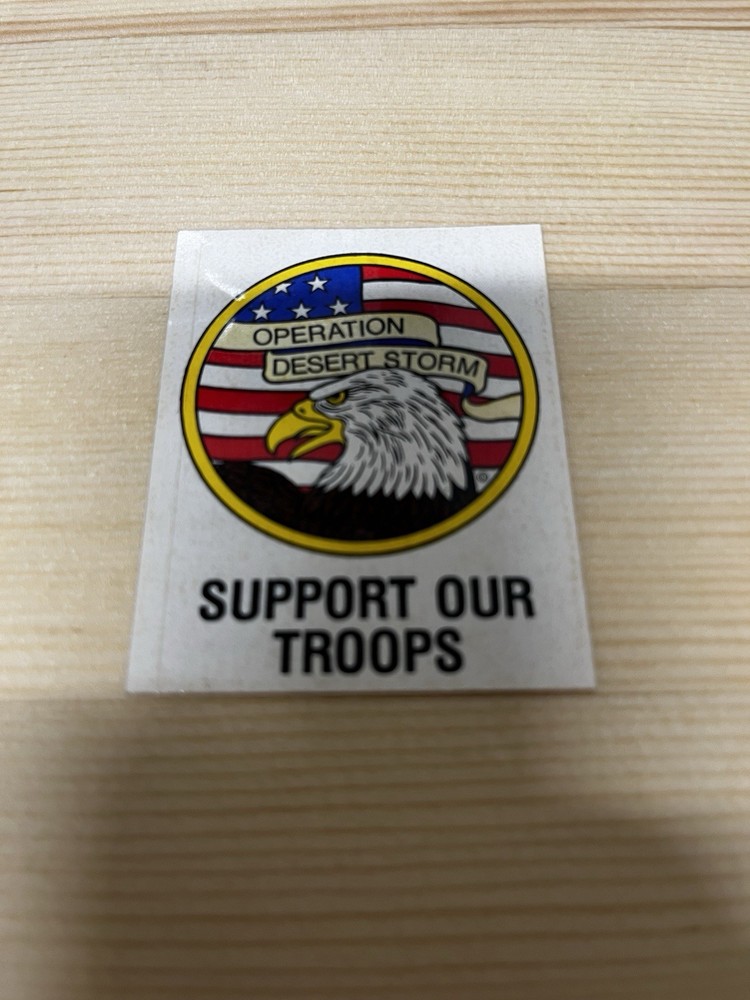 OPERATION
DESERT STORM
SUPPORT OUR
TROOPS